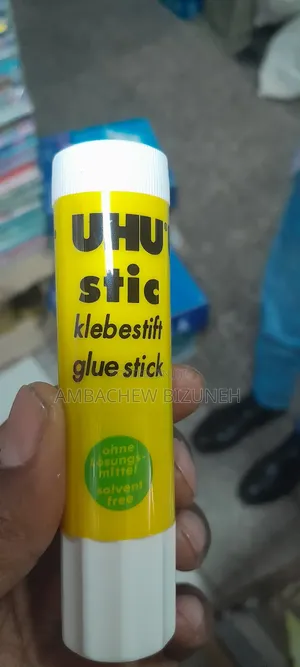 UHU®
stic
klebestift
glue stick
AMBACHEW BIZUNEH
ohne
lösungs-
mittel
solvent
free